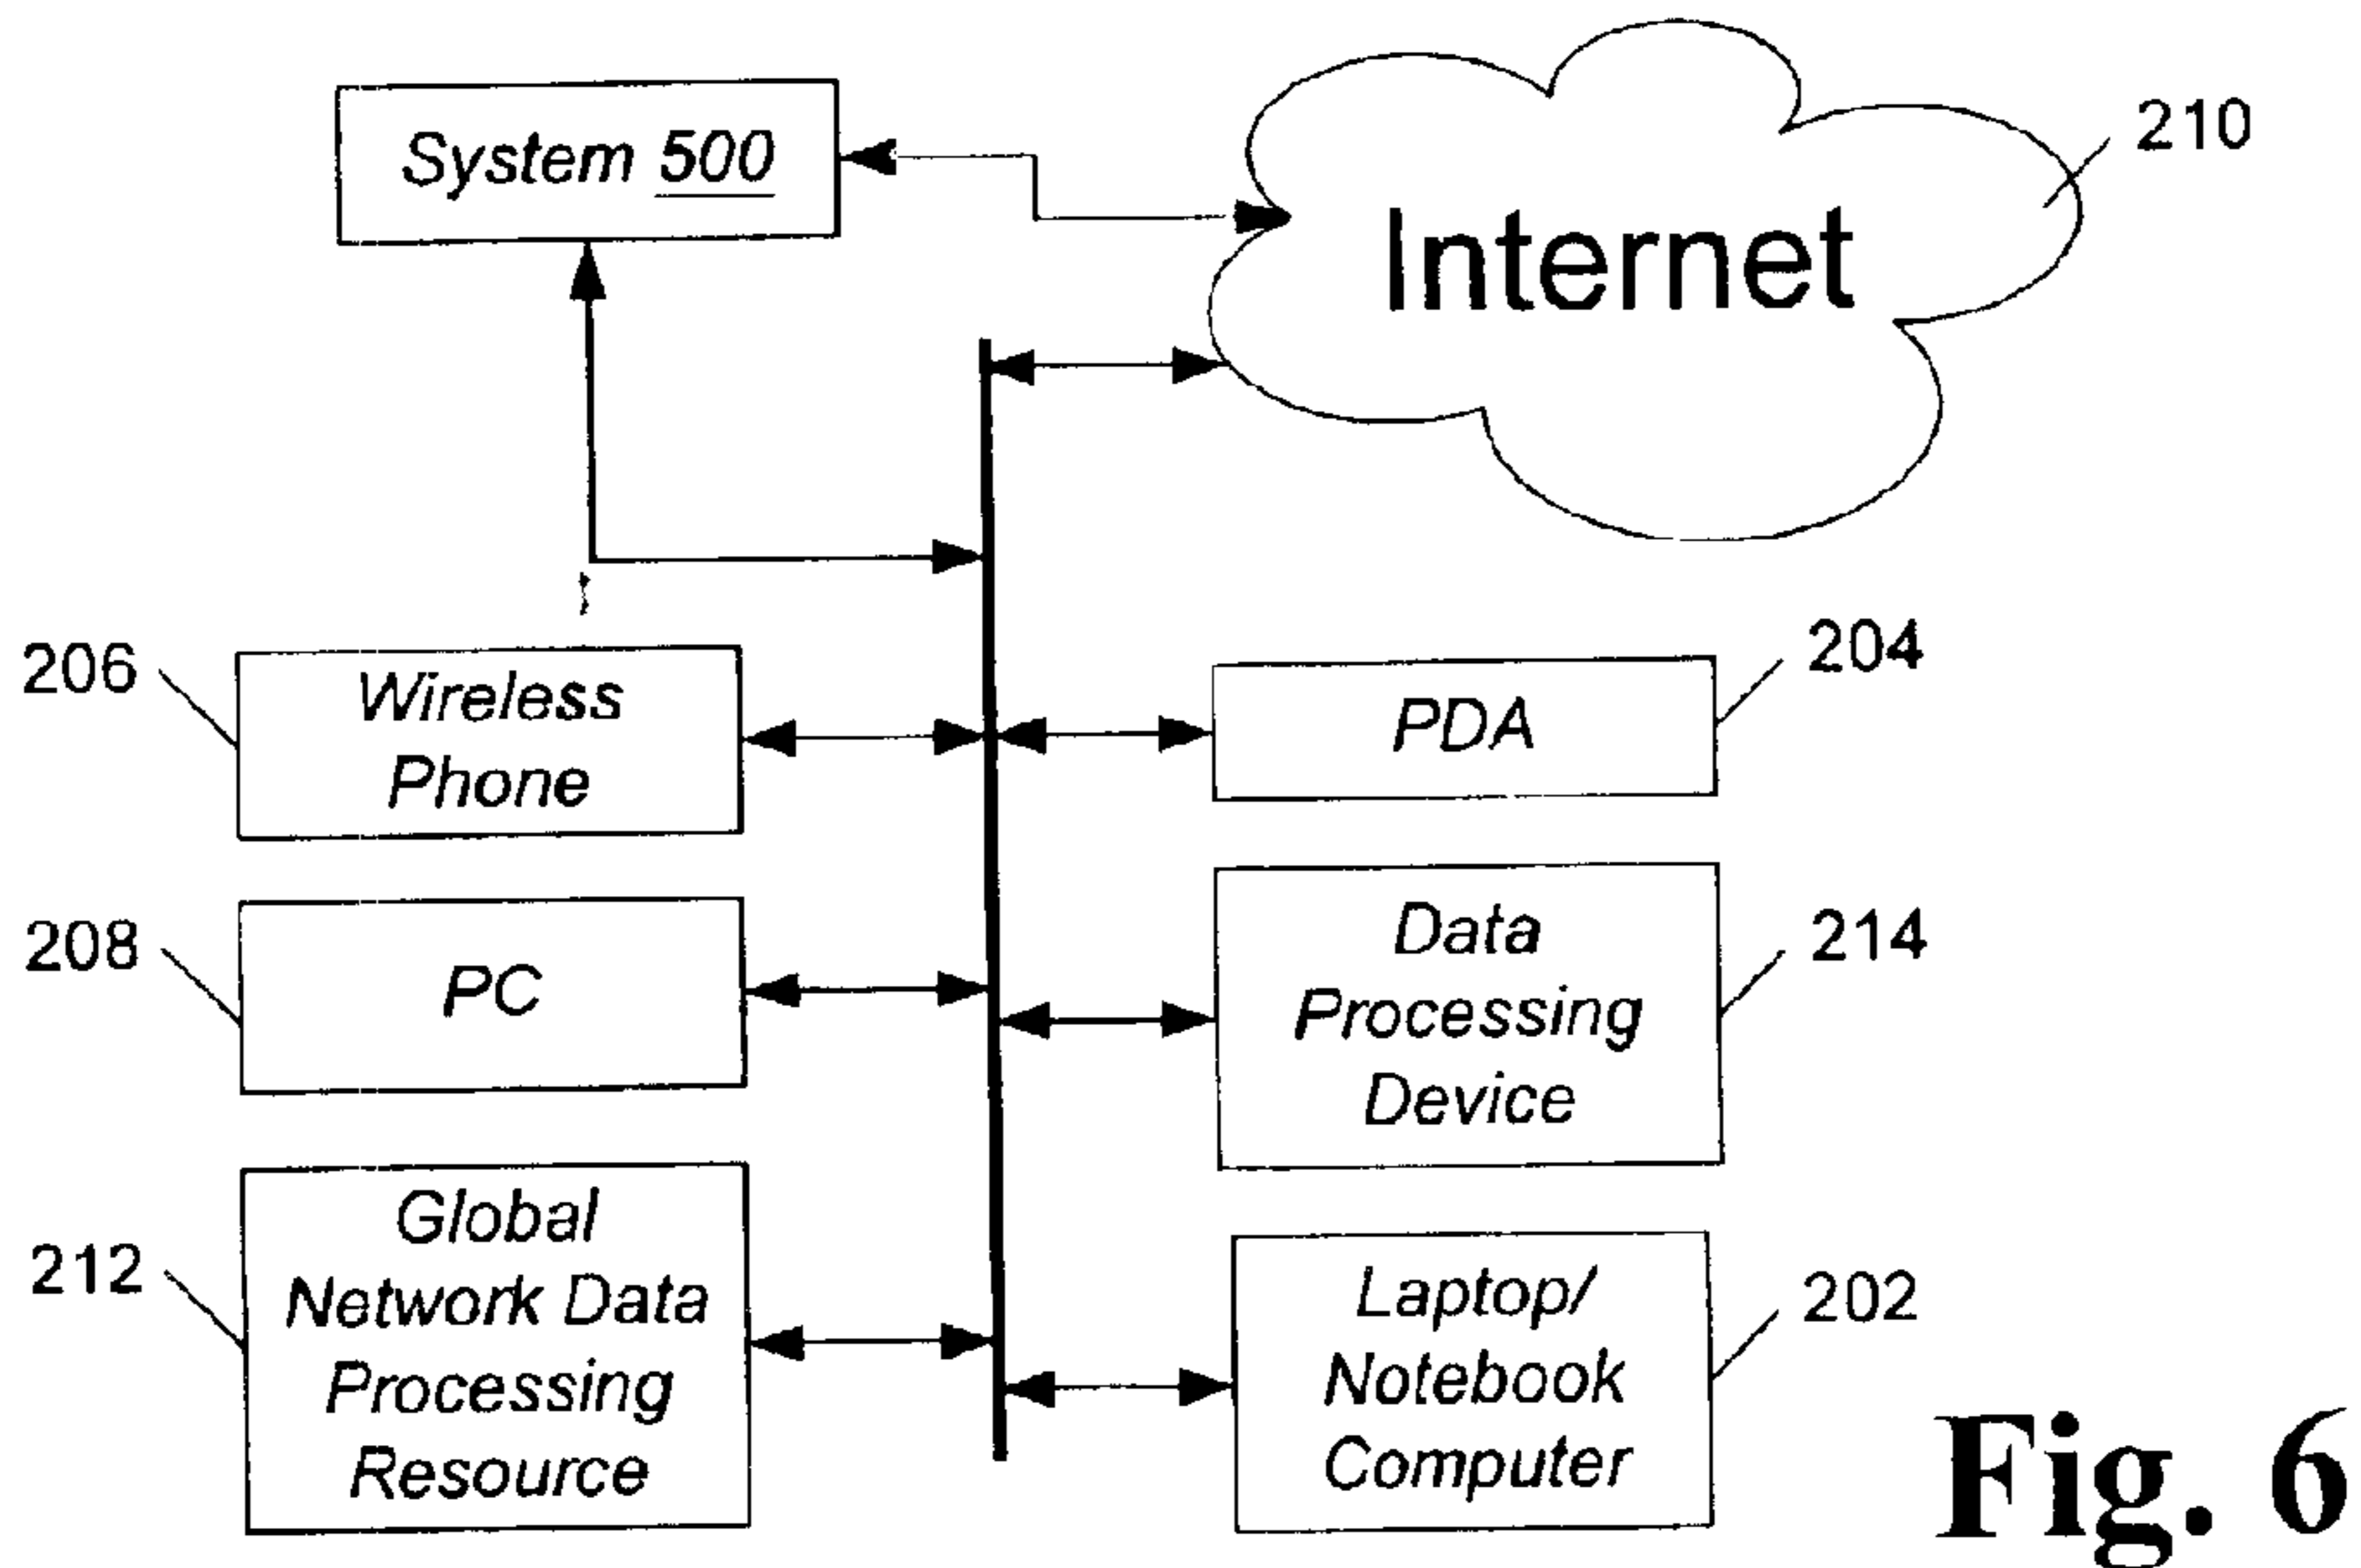 System 500
210
Internet
206
Wireless
Phone
204
PDA
208
PC
Data
Processing
Device
214
212
Global
Network Data
Processing
Resource
Laptop/
Notebook
Computer
202
Fig. 6